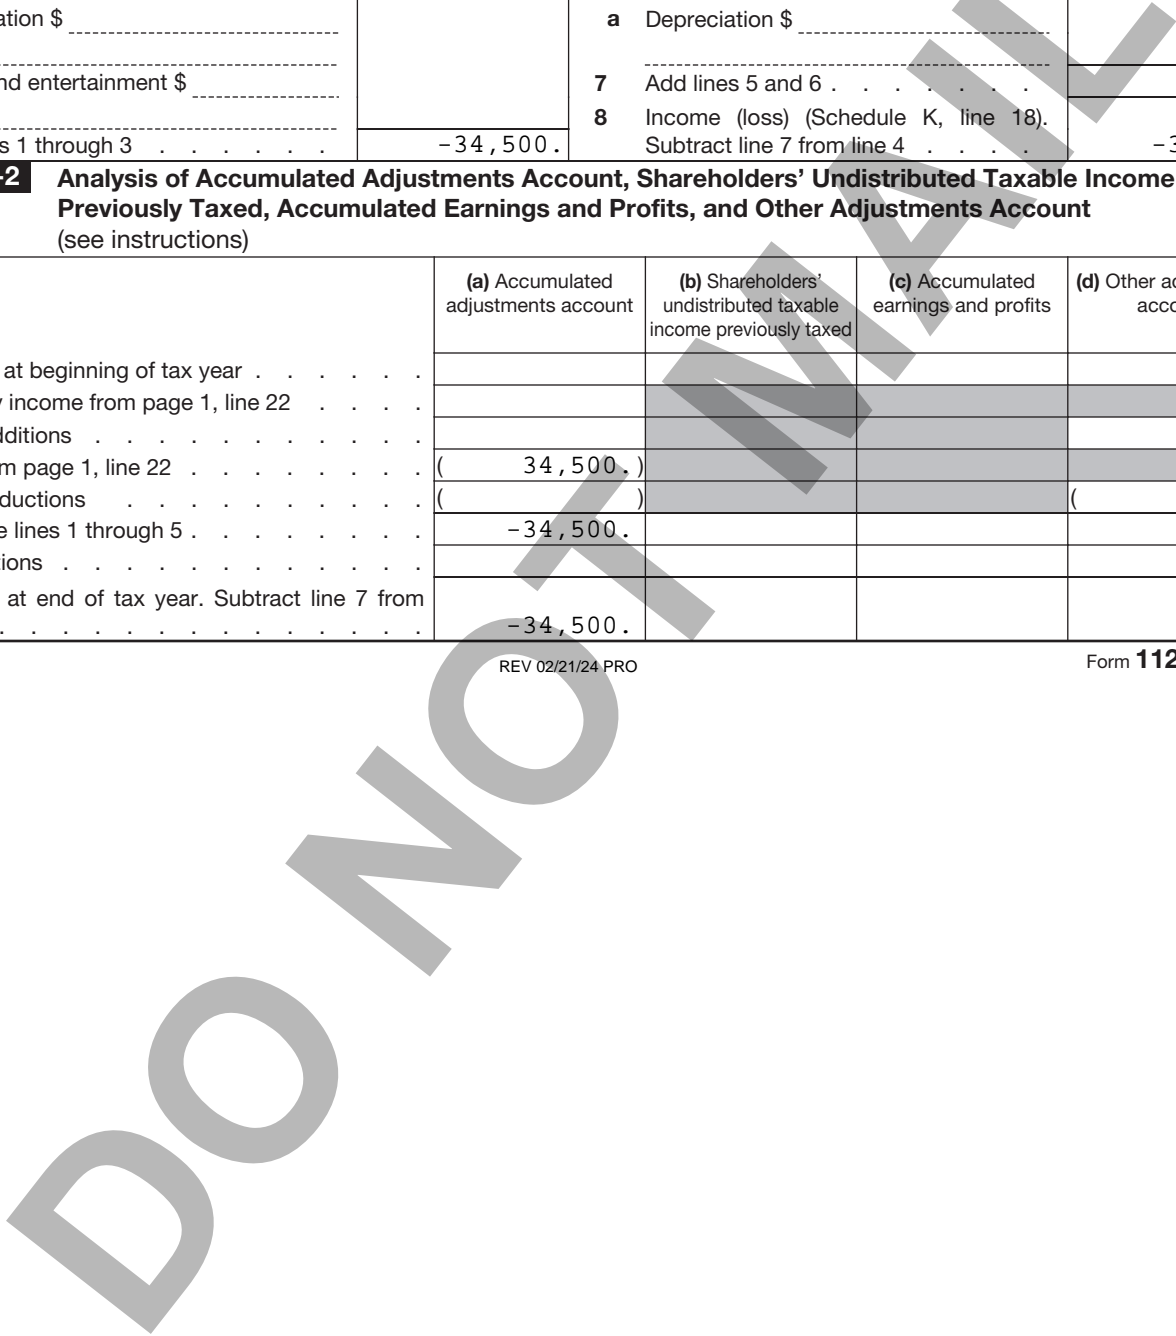 ation $
a Depreciation $
nd entertainment $
7 Add lines 5 and 6 . . . . . . .
8 Income (loss) (Schedule K, line 18).
s 1 through 3 . . . . . . -34,500. Subtract line 7 from line 4 . . . . -3
-2 Analysis of Accumulated Adjustments Account, Shareholders’ Undistributed Taxable Income
Previously Taxed, Accumulated Earnings and Profits, and Other Adjustments Account
(see instructions)
(a) Accumulated adjustments account
(b) Shareholders’ undistributed taxable income previously taxed
(c) Accumulated earnings and profits
(d) Other ad
acco
at beginning of tax year . . . . . .
y income from page 1, line 22 . . . .
dditions . . . . . . . . . . .
m page 1, line 22 . . . . . . . . ( 34,500. )
ductions . . . . . . . . . . ( ) (
e lines 1 through 5 . . . . . . . . -34,500.
tions . . . . . . . . . . . .
at end of tax year. Subtract line 7 from
. . . . . . . . . . . . . . -34,500.
REV 02/21/24 PRO
Form 112
DO NOT MAIL